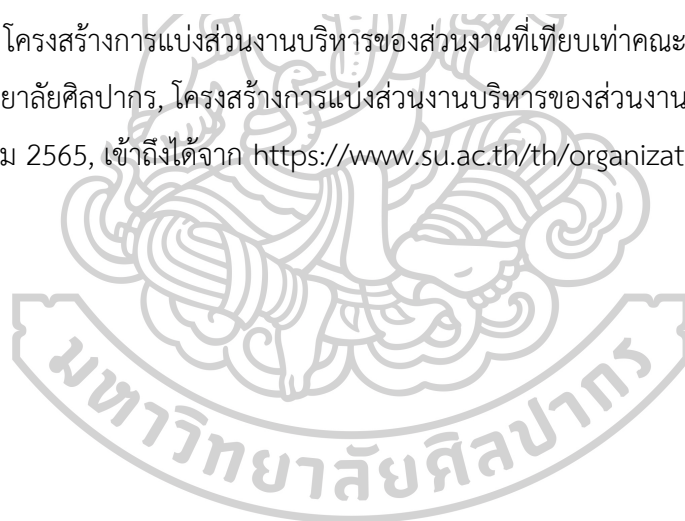 โครงสร้างการแบ่งส่วนงานบริหารของส่วนงานที่เทียบเท่าคณะ
ยาลัยศิลปากร, โครงสร้างการแบ่งส่วนงานบริหารของส่วนงาน
ม 2565, เข้าถึงได้จาก https://www.su.ac.th/th/organizat
มหาวิทยาลัยศิลปากร